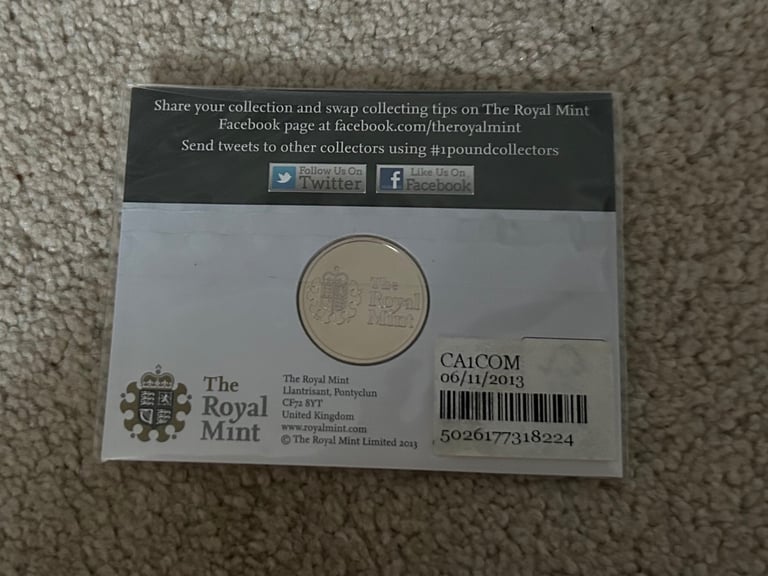 Share your collection and swap collecting tips on The Royal Mint
Facebook page at facebook.com/theroyalmint
Send tweets to other collectors using #1poundcollectors
Follow Us On
Twitter
f
Like Us On
Facebook
The
Royal
Mint
The
Royal
Mint
The Royal Mint
Llantrisant, Pontyclun
CF72 8YT
United Kingdom
www.royalmint.com
© The Royal Mint Limited 2013
CA1COM
06/11/2013
5026177318224